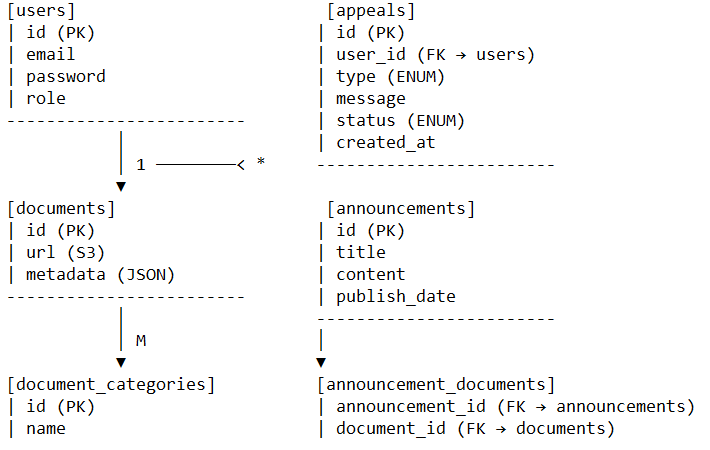 [users]                      [appeals]
| id (PK)                    | id (PK)
| email                      | user_id (FK → users)
| password                   | type (ENUM)
| role                       | message
------------------------     | status (ENUM)
           │                 | created_at
           │ 1 ────────< *   ------------------------
           ▼
[documents]                  [announcements]
| id (PK)                    | id (PK)
| url (S3)                   | title
| metadata (JSON)            | content
------------------------     | publish_date
           │                 ------------------------
           │ M               │
           ▼                 ▼
[document_categories]        [announcement_documents]
| id (PK)                    | announcement_id (FK → announcements)
| name                       | document_id (FK → documents)